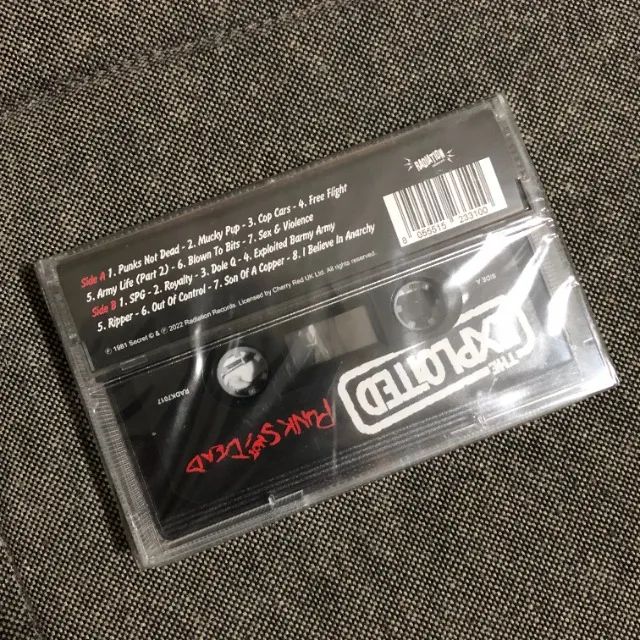 RADIATION
Side A 1. Punks Not Dead - 2. Mucky Pup - 3. Cop Cars - 4. Free Flight
5. Army Life (Part 2) - 6. Blown To Bits - 7. Sex & Violence
Side B 1. SPG - 2. Royalty - 3. Dole Q - 4. Exploited Barmy Army
5. Ripper - 6. Out Of Control - 7. Son Of A Copper - 8. I Believe In Anarchy
8 055515 233100
℗ 1981 Secret © & ℗ 2022 Radiation Records. Licensed by Cherry Red UK Ltd. All rights reserved.
SIDE A
RADK7017
THE
EXPLOITED
PUNKS NOT DEAD